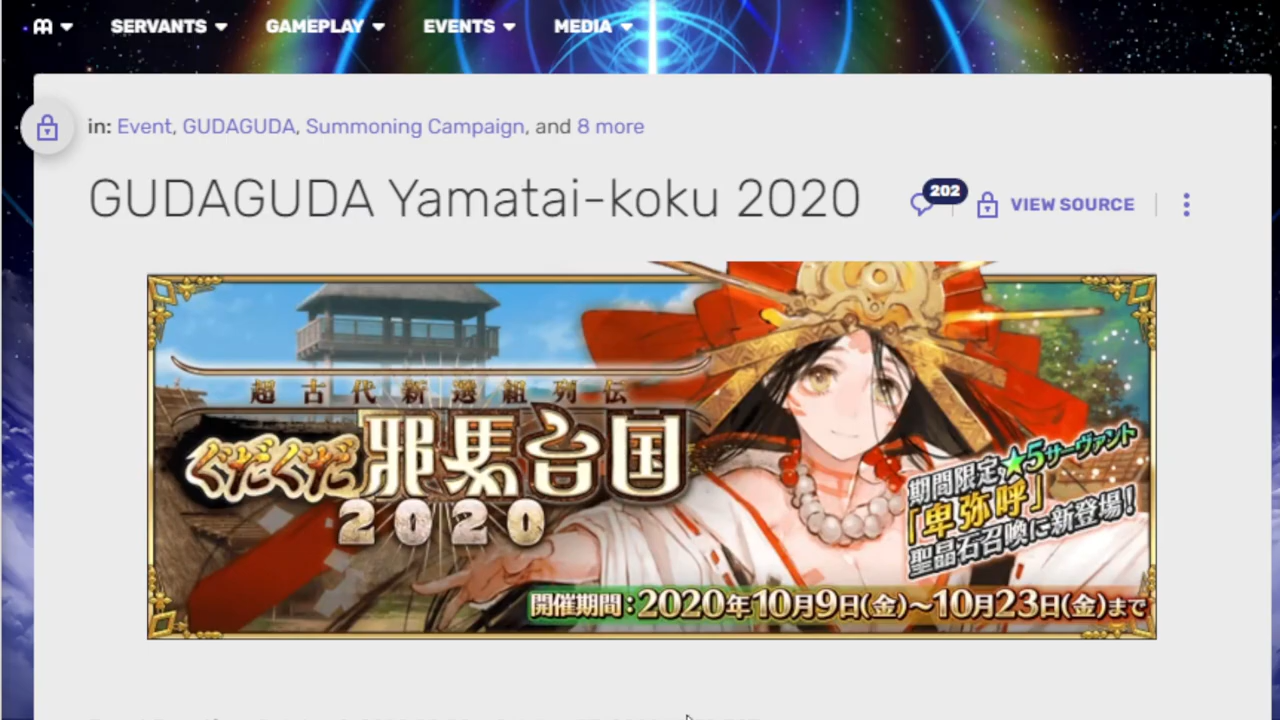 SERVANTS GAMEPLAY EVENTS MEDIA
in: Event, GUDAGUDA, Summoning Campaign, and 8 more
GUDAGUDA Yamatai-koku 2020
202
VIEW SOURCE
超古代新選組列伝
ぐだぐだ邪馬台国
2020
期間限定★5サーヴァント
「卑弥呼」
聖晶石召喚に新登場!
開催期間:2020年10月9日(金)~10月23日(金)まで